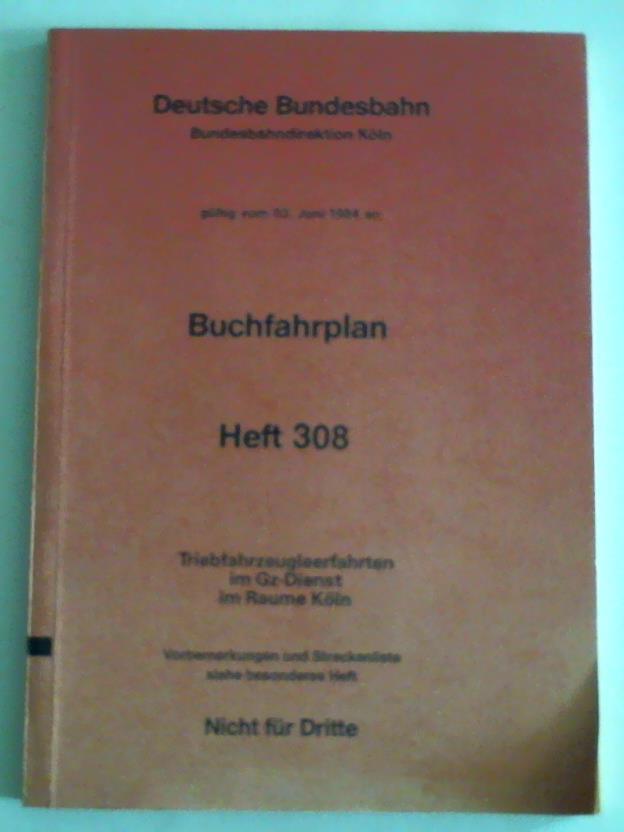 Deutsche Bundesbahn
Bundesbahndirektion Köln
gültig vom 03. Juni 1984 an
Buchfahrplan
Heft 308
Triebfahrzeugleerfahrten
im Gz-Dienst
im Raume Köln
Vorbemerkungen und Streckenliste
siehe besonderes Heft
Nicht für Dritte